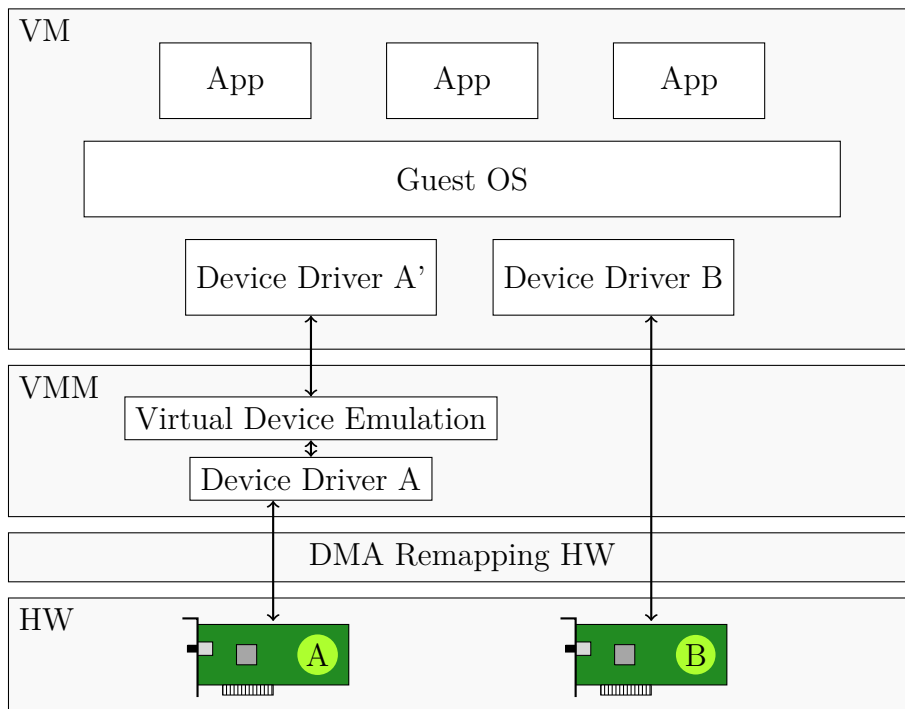 VM
App
App
App
Guest OS
Device Driver A'
Device Driver B
VMM
Virtual Device Emulation
Device Driver A
DMA Remapping HW
HW
A
B